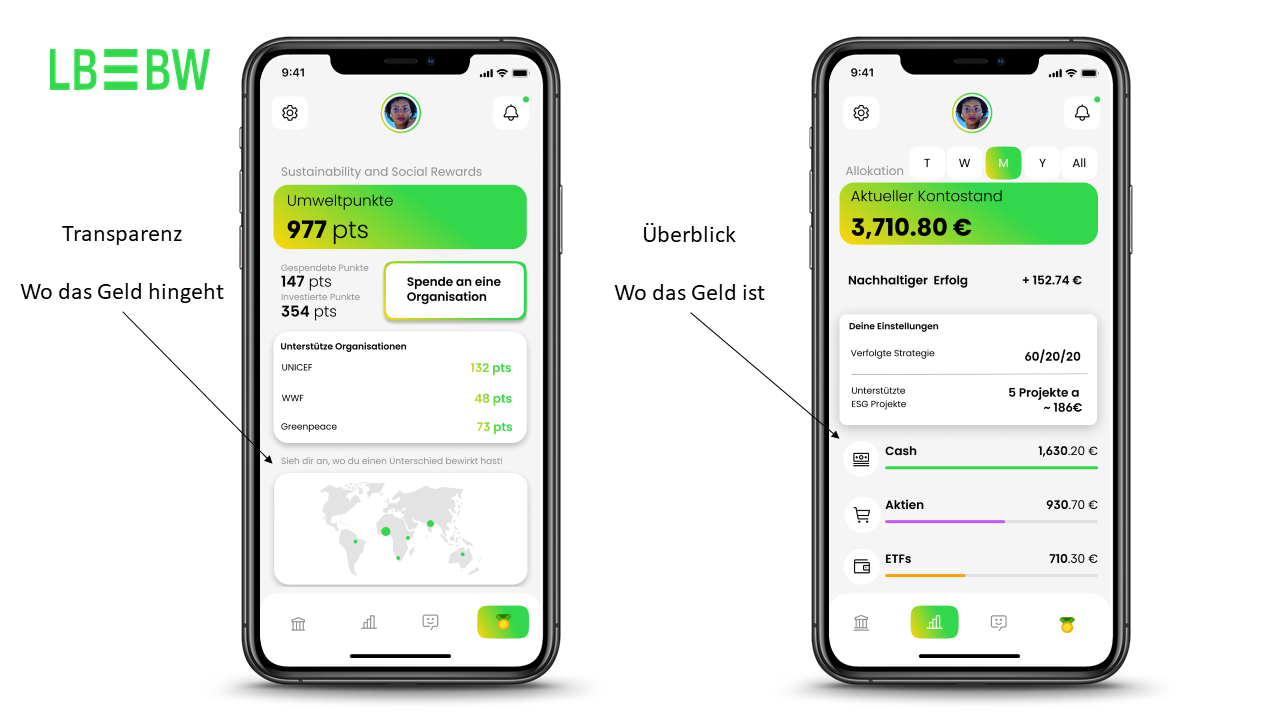 LBBW
Transparenz
Wo das Geld hingeht
9:41
Sustainability and Social Rewards
Umweltpunkte
977 pts
Gespendete Punkte
147 pts
Investierte Punkte
354 pts
Spende an eine
Organisation
Unterstütze Organisationen
UNICEF 132 pts
WWF 48 pts
Greenpeace 73 pts
Sieh dir an, wo du einen Unterschied bewirkt hast!
Überblick
Wo das Geld ist
9:41
Allokation
T W M Y All
Aktueller Kontostand
3,710.80 €
Nachhaltiger Erfolg + 152.74 €
Deine Einstellungen
Verfolgte Strategie 60/20/20
Unterstützte
ESG Projekte
5 Projekte a
~ 186€
Cash 1,630.20 €
Aktien 930.70 €
ETFs 710.30 €